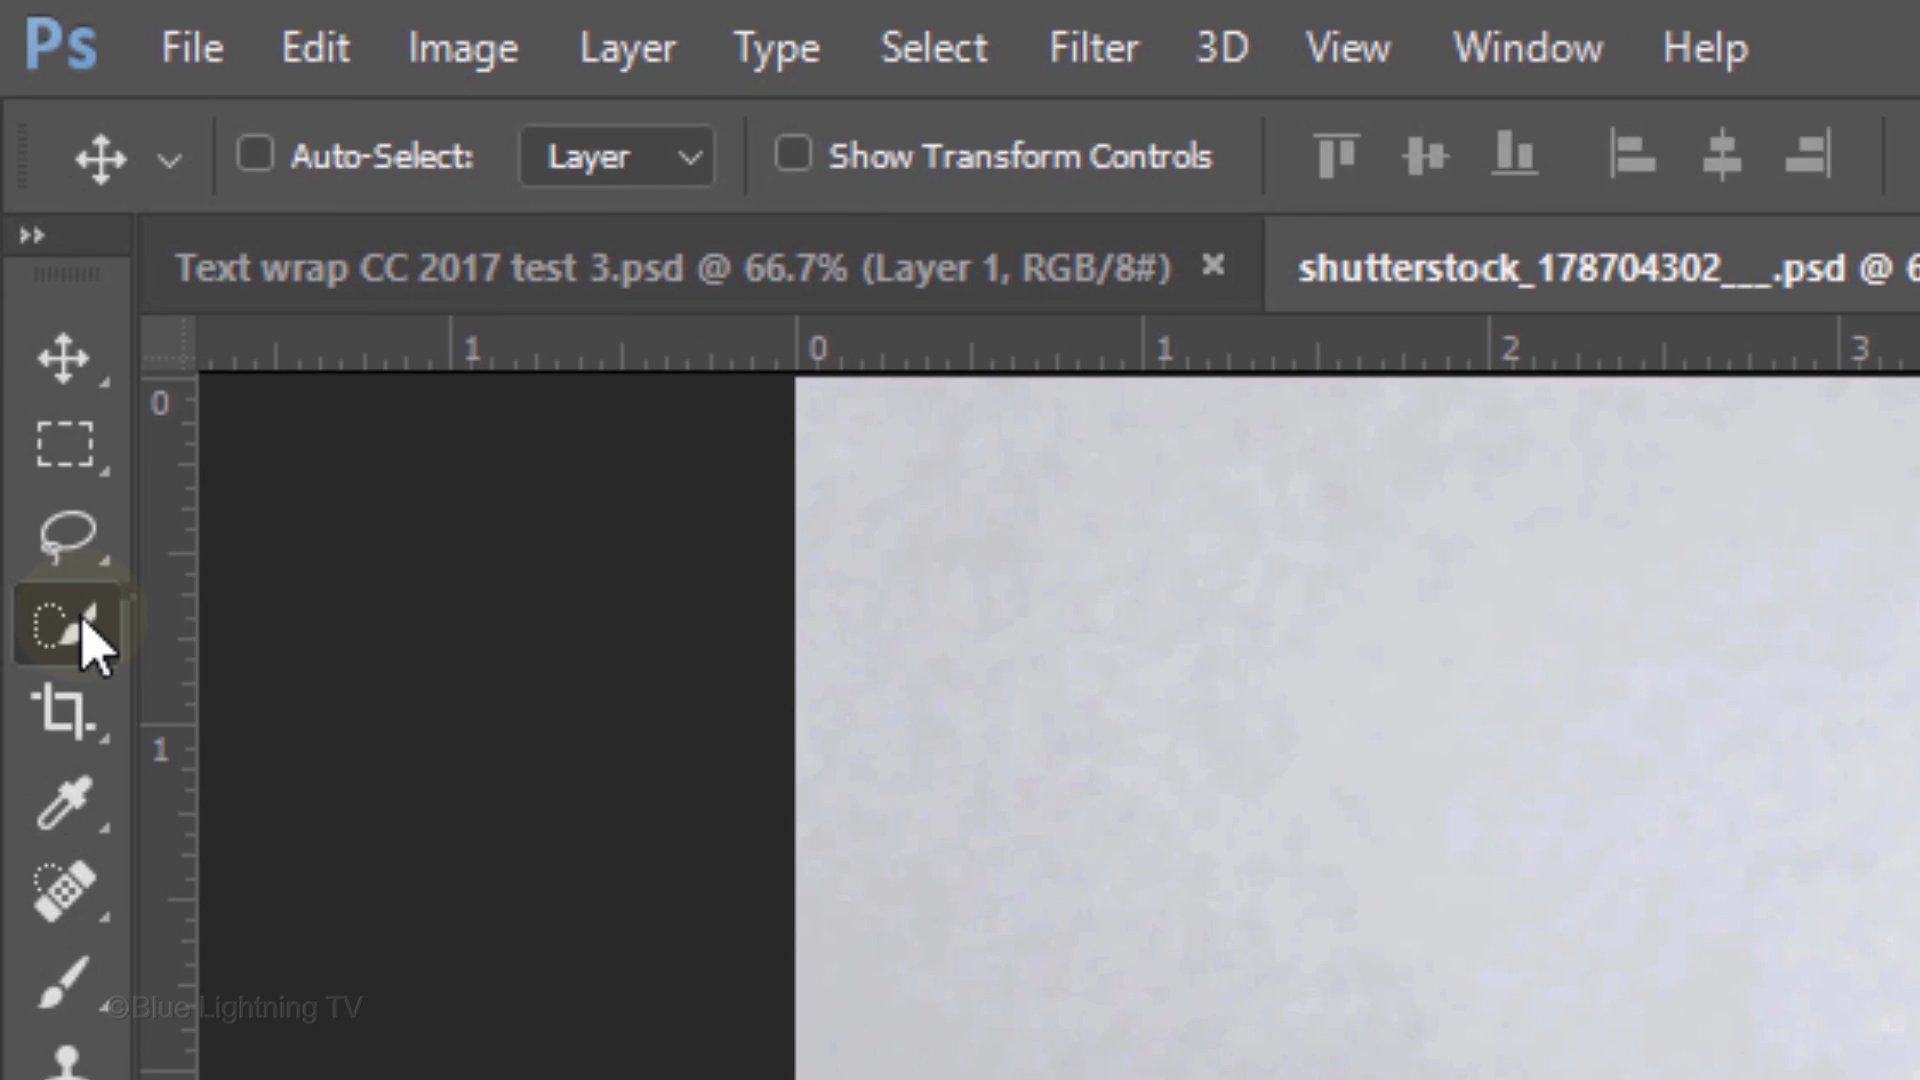 Ps File Edit Image Layer Type Select Filter 3D View Window Help
Auto-Select: Layer Show Transform Controls
Text wrap CC 2017 test 3.psd @ 66.7% (Layer 1, RGB/8#) × shutterstock_178704302___.psd @ 6
1 0 1 2 3
0
1
©Blue Lightning TV